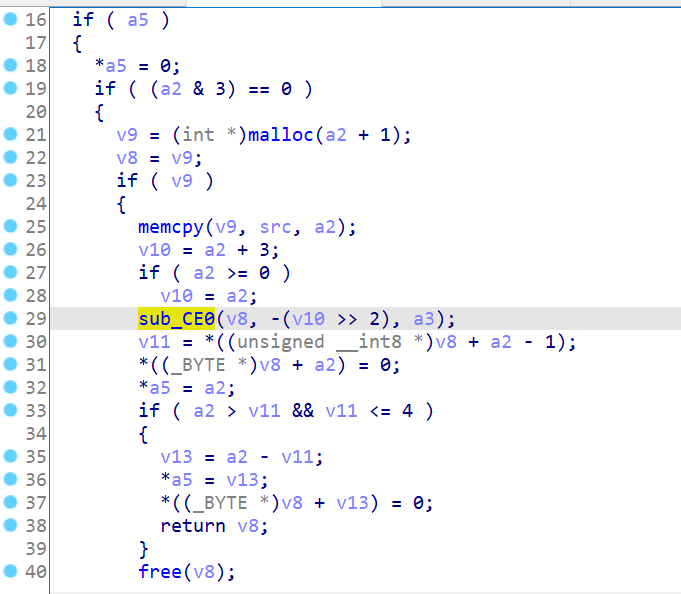 16 if ( a5 )
17 {
18 *a5 = 0;
19 if ( (a2 & 3) == 0 )
20 {
21 v9 = (int *)malloc(a2 + 1);
22 v8 = v9;
23 if ( v9 )
24 {
25 memcpy(v9, src, a2);
26 v10 = a2 + 3;
27 if ( a2 >= 0 )
28 v10 = a2;
29 sub_CE0(v8, -(v10 >> 2), a3);
30 v11 = *((unsigned __int8 *)v8 + a2 - 1);
31 *((_BYTE *)v8 + a2) = 0;
32 *a5 = a2;
33 if ( a2 > v11 && v11 <= 4 )
34 {
35 v13 = a2 - v11;
36 *a5 = v13;
37 *((_BYTE *)v8 + v13) = 0;
38 return v8;
39 }
40 free(v8);